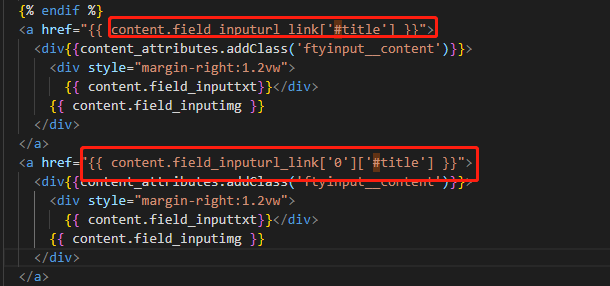 {% endif %}
<a href="{{ content.field_inputurl_link['#title'] }}">
<div{{content_attributes.addClass('ftyinput__content')}}>
<div style="margin-right:1.2vw">
{{ content.field_inputtxt}}</div>
{{ content.field_inputimg }}
</div>
</a>
<a href="{{ content.field_inputurl_link['0']['#title'] }}">
<div{{content_attributes.addClass('ftyinput__content')}}>
<div style="margin-right:1.2vw">
{{ content.field_inputtxt}}</div>
{{ content.field_inputimg }}
</div>
</a>